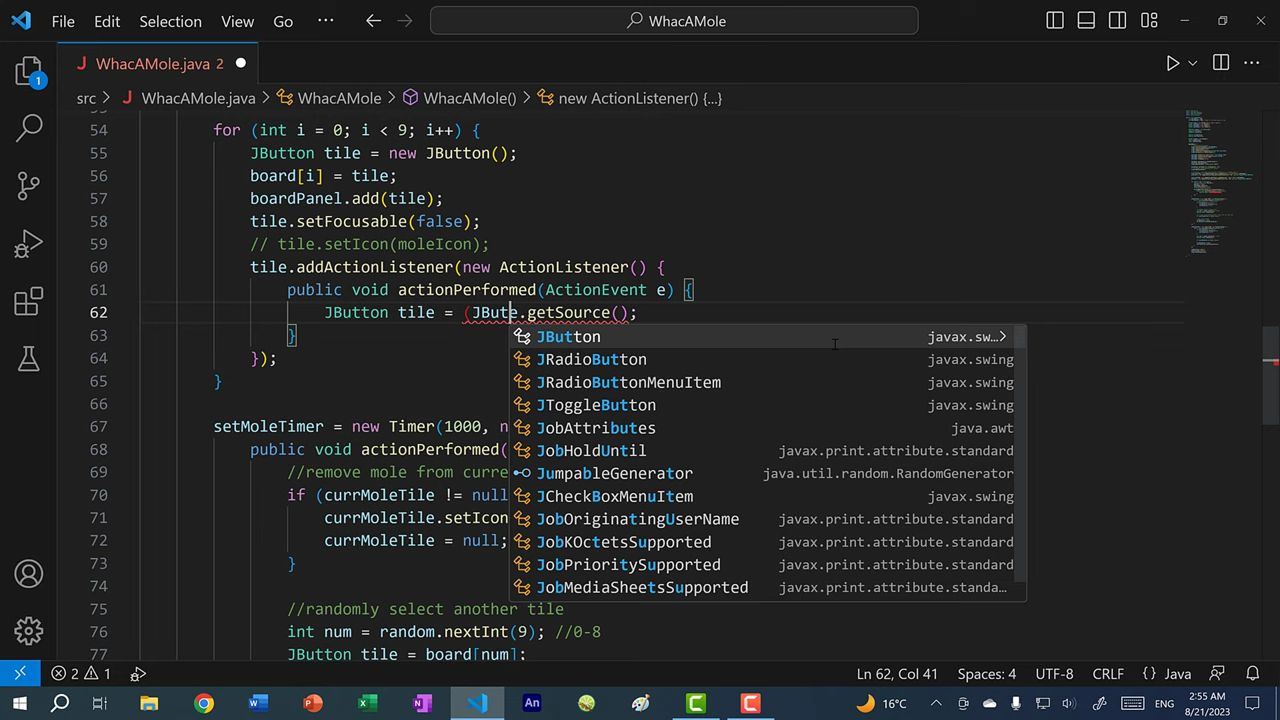 File Edit Selection View Go ··· WhacAMole
WhacAMole.java 2
src > WhacAMole.java > WhacAMole > WhacAMole() > new ActionListener() {...}
54 for (int i = 0; i < 9; i++) {
55 JButton tile = new JButton();
56 board[i] = tile;
57 boardPanel.add(tile);
58 tile.setFocusable(false);
59 // tile.setIcon(moleIcon);
60 tile.addActionListener(new ActionListener() {
61 public void actionPerformed(ActionEvent e) {
62 JButton tile = (JBute.getSource();
63 }
JButton javax.sw...
64 });
JRadioButton javax.swing
65 }
JRadioButtonMenuItem javax.swing
66
JToggleButton javax.swing
67 setMoleTimer = new Timer(1000, n
JobAttributes java.awt
68 public void actionPerformed(
JobHoldUntil javax.print.attribute.standard
69 //remove mole from curre
JumpableGenerator java.util.random.RandomGenerator
70 if (currMoleTile != null
JCheckBoxMenuItem javax.swing
71 currMoleTile.setIcon
JobOriginatingUserName javax.print.attribute.standard
72 currMoleTile = null;
JobKOctetsSupported javax.print.attribute.standard
73 }
JobPrioritySupported javax.print.attribute.standard
74
JobMediaSheetsSupported javax.print.attribute.standa...
75 //randomly select another tile
76 int num = random.nextInt(9); //0-8
77 JButton tile = board[num];
2 1 Ln 62, Col 41 Spaces: 4 UTF-8 CRLF {} Java
16°C 2:55 AM
8/21/2023